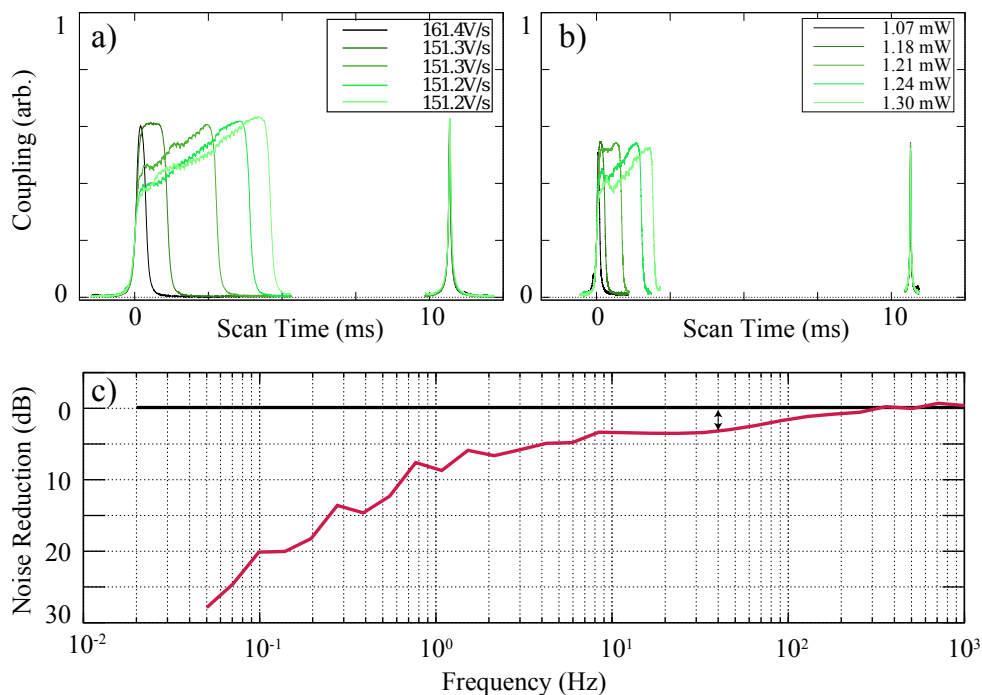 a)
161.4V/s
151.3V/s
151.3V/s
151.2V/s
151.2V/s
1
0
Coupling (arb.)
0
10
Scan Time (ms)
b)
1.07 mW
1.18 mW
1.21 mW
1.24 mW
1.30 mW
1
0
0
10
Scan Time (ms)
c)
Noise Reduction (dB)
0
10
20
30
10⁻²
10⁻¹
10⁰
10¹
10²
10³
Frequency (Hz)